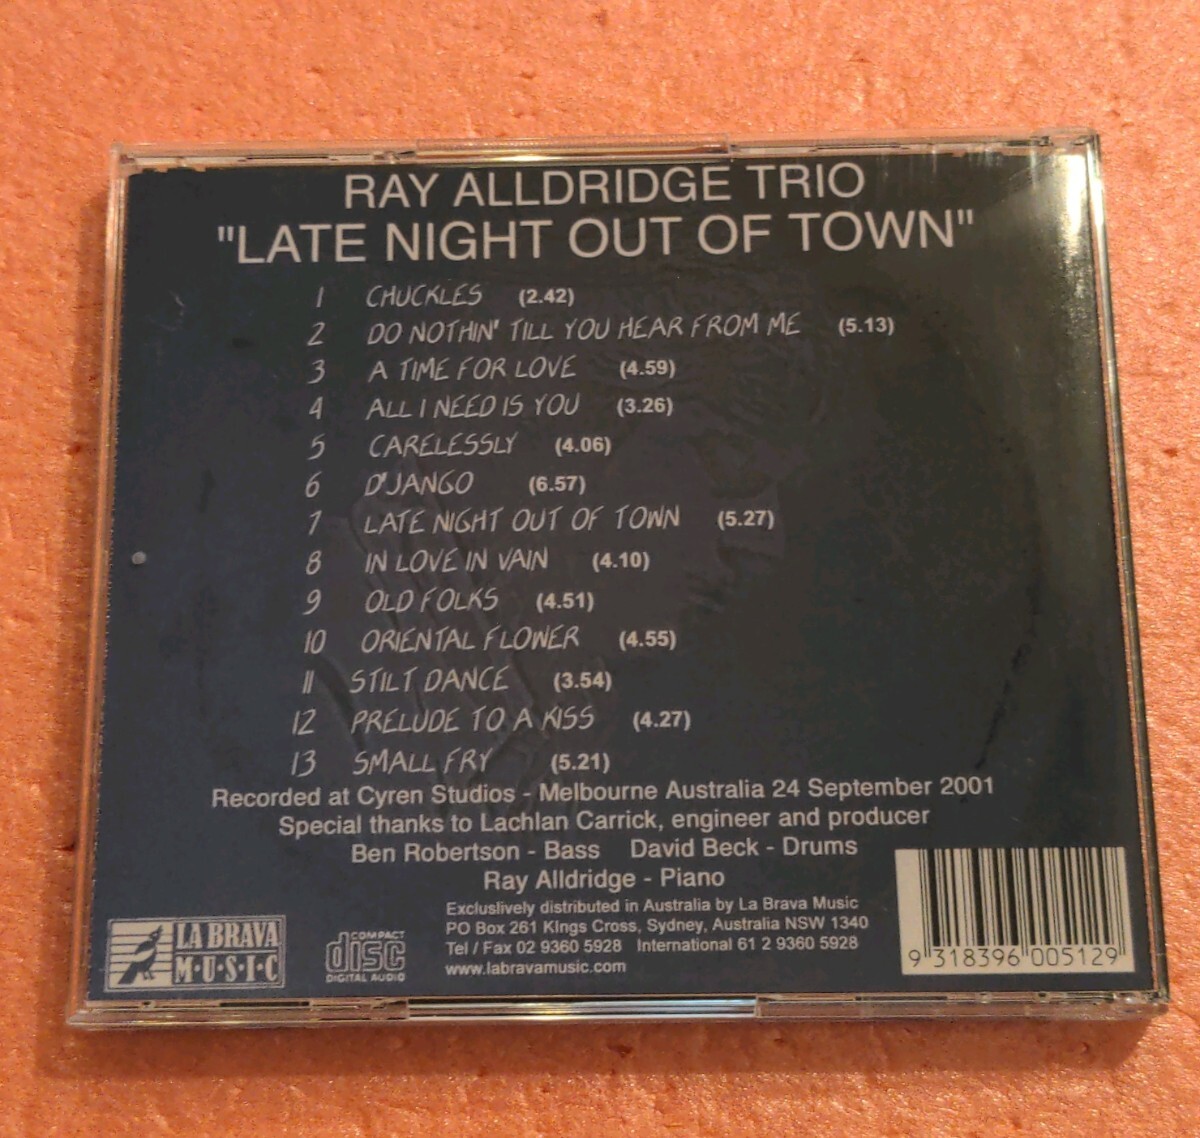 RAY ALLDRIDGE TRIO
"LATE NIGHT OUT OF TOWN"
1 CHUCKLES (2.42)
2 DO NOTHIN' TILL YOU HEAR FROM ME (5.13)
3 A TIME FOR LOVE (4.59)
4 ALL I NEED IS YOU (3.26)
5 CARELESSLY (4.06)
6 D'JANGO (6.57)
7 LATE NIGHT OUT OF TOWN (5.27)
8 IN LOVE IN VAIN (4.10)
9 OLD FOLKS (4.51)
10 ORIENTAL FLOWER (4.55)
11 STILT DANCE (3.54)
12 PRELUDE TO A KISS (4.27)
13 SMALL FRY (5.21)
Recorded at Cyren Studios - Melbourne Australia 24 September 2001
Special thanks to Lachlan Carrick, engineer and producer
Ben Robertson - Bass David Beck - Drums
Ray Alldridge - Piano
Excluslively distributed in Australia by La Brava Music
PO Box 261 KIngs Cross, Sydney, Australia NSW 1340
Tel / Fax 02 9360 5928 International 61 2 9360 5928
www.labravamusic.com
LA BRAVA
M·U·S·I·C
COMPACT
disc
DIGITAL AUDIO
9 318396 005129